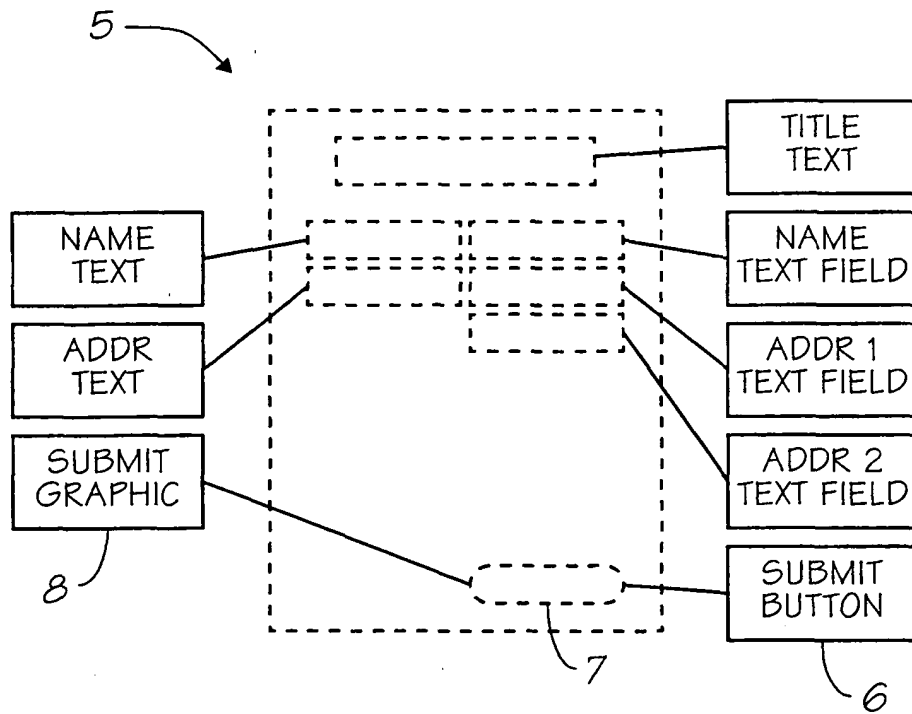 5
TITLE
TEXT
NAME
TEXT
NAME
TEXT FIELD
ADDR
TEXT
ADDR 1
TEXT FIELD
SUBMIT
GRAPHIC
ADDR 2
TEXT FIELD
8
SUBMIT
BUTTON
7
6